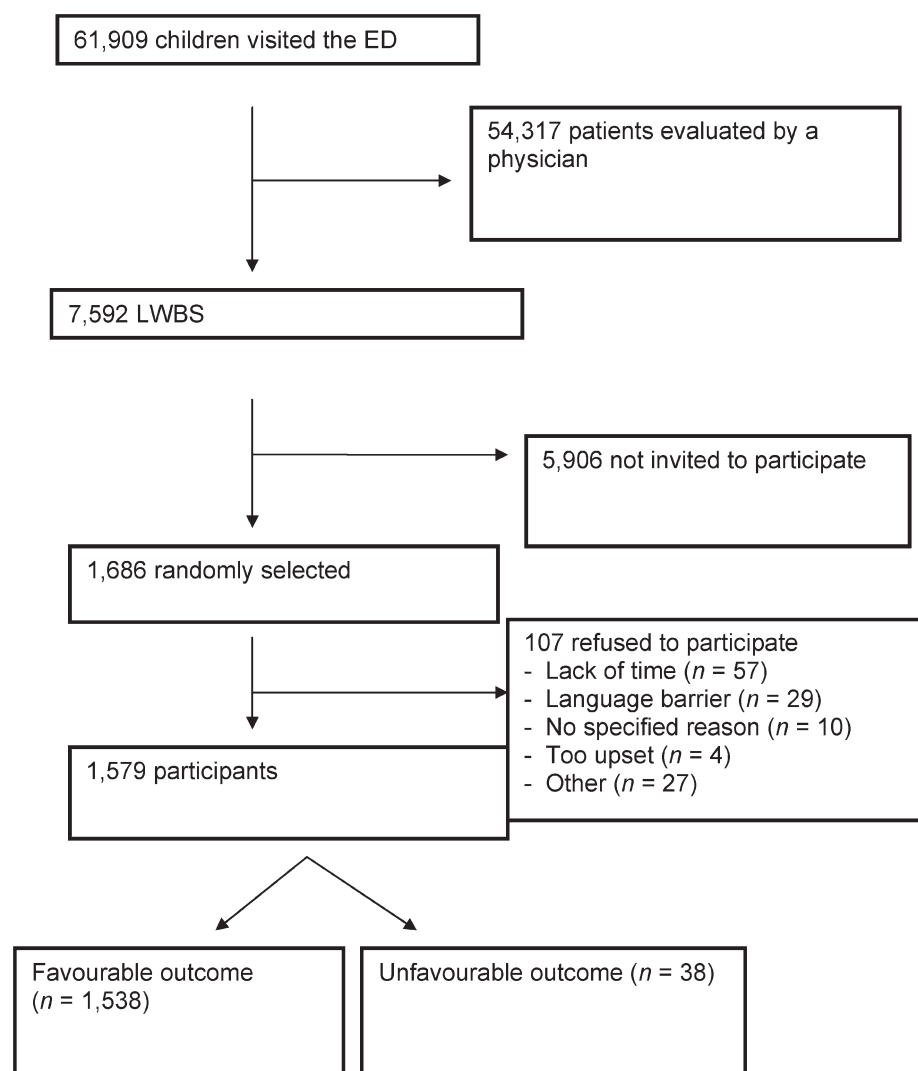 61,909 children visited the ED
54,317 patients evaluated by a
physician
7,592 LWBS
5,906 not invited to participate
1,686 randomly selected
107 refused to participate
- Lack of time (n = 57)
- Language barrier (n = 29)
- No specified reason (n = 10)
- Too upset (n = 4)
- Other (n = 27)
1,579 participants
Favourable outcome
(n = 1,538)
Unfavourable outcome (n = 38)